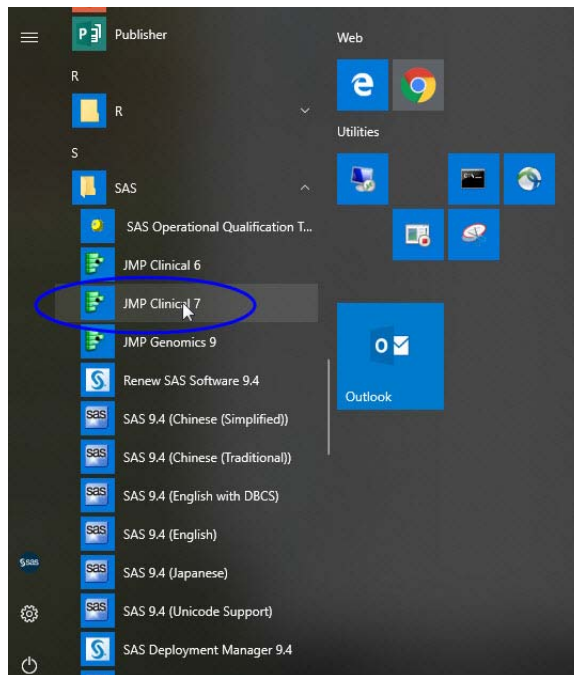 Publisher
R
R
S
SAS
SAS Operational Qualification T...
JMP Clinical 6
JMP Clinical 7
JMP Genomics 9
Renew SAS Software 9.4
SAS 9.4 (Chinese (Simplified))
SAS 9.4 (Chinese (Traditional))
SAS 9.4 (English with DBCS)
SAS 9.4 (English)
SAS 9.4 (Japanese)
SAS 9.4 (Unicode Support)
SAS Deployment Manager 9.4
Web
Utilities
Outlook